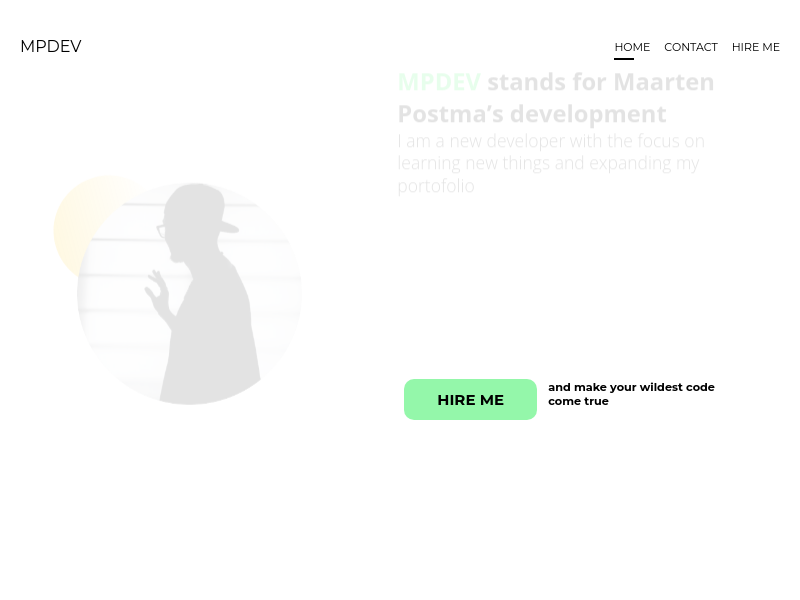 MPDEV
HOME CONTACT HIRE ME
MPDEV stands for Maarten
Postma’s development
I am a new developer with the focus on
learning new things and expanding my
portofolio
HIRE ME
and make your wildest code
come true